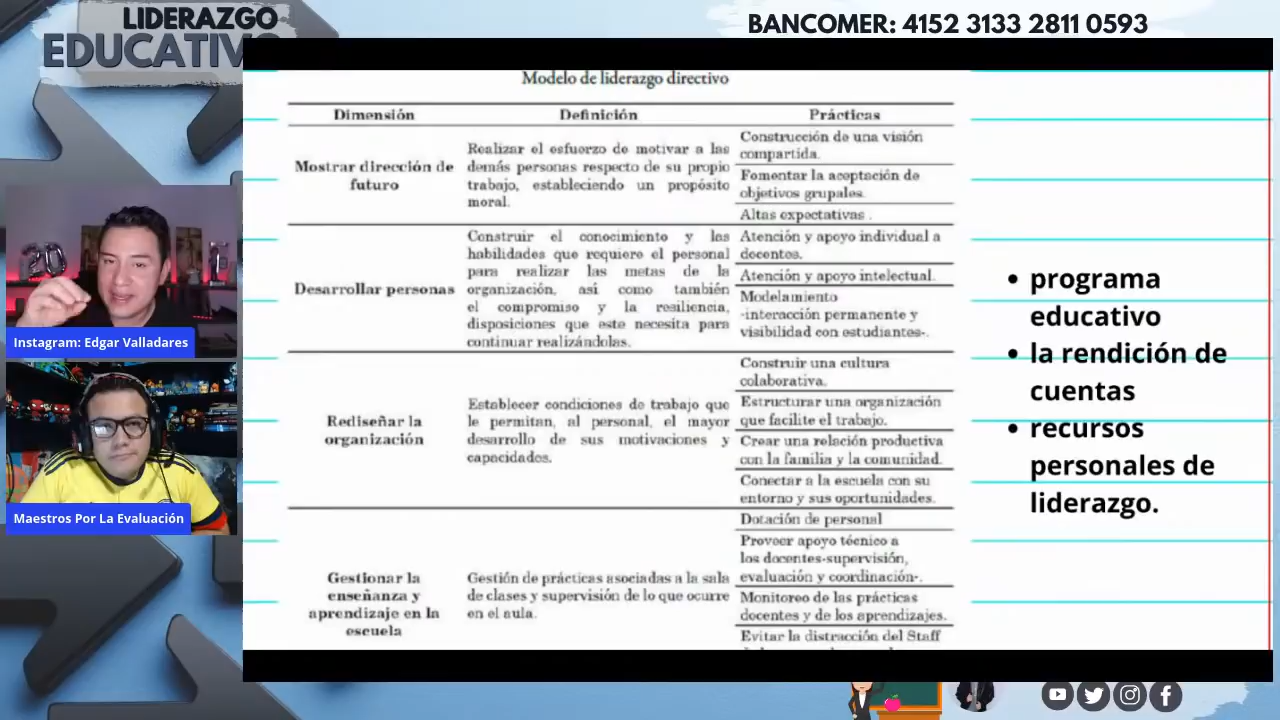 LIDERAZGO
EDUCATIVO
BANCOMER: 4152 3133 2811 0593
Modelo de liderazgo directivo
Dimensión
Definición
Prácticas
Mostrar dirección de
futuro
Realizar el esfuerzo de motivar a las
demás personas respecto de su propio
trabajo, estableciendo un propósito
moral.
Construcción de una visión
compartida.
Fomentar la aceptación de
objetivos grupales.
Altas expectativas .
Desarrollar personas
Construir el conocimiento y las
habilidades que requiere el personal
para realizar las metas de la
organización, así como también
el compromiso y la resiliencia,
disposiciones que este necesita para
continuar realizándolas.
Atención y apoyo individual a
docentes.
Atención y apoyo intelectual.
Modelamiento
-interacción permanente y
visibilidad con estudiantes-.
Rediseñar la
organización
Establecer condiciones de trabajo que
le permitan, al personal, el mayor
desarrollo de sus motivaciones y
capacidades.
Construir una cultura
colaborativa.
Estructurar una organización
que facilite el trabajo.
Crear una relación productiva
con la familia y la comunidad.
Conectar a la escuela con su
entorno y sus oportunidades.
Gestionar la
enseñanza y
aprendizaje en la
escuela
Gestión de prácticas asociadas a la sala
de clases y supervisión de lo que ocurre
en el aula.
Dotación de personal
Proveer apoyo técnico a
los docentes-supervisión,
evaluación y coordinación-.
Monitoreo de las prácticas
docentes y de los aprendizajes.
Evitar la distracción del Staff
• programa
educativo
• la rendición de
cuentas
• recursos
personales de
liderazgo.
20
Instagram: Edgar Valladares
Maestros Por La Evaluación